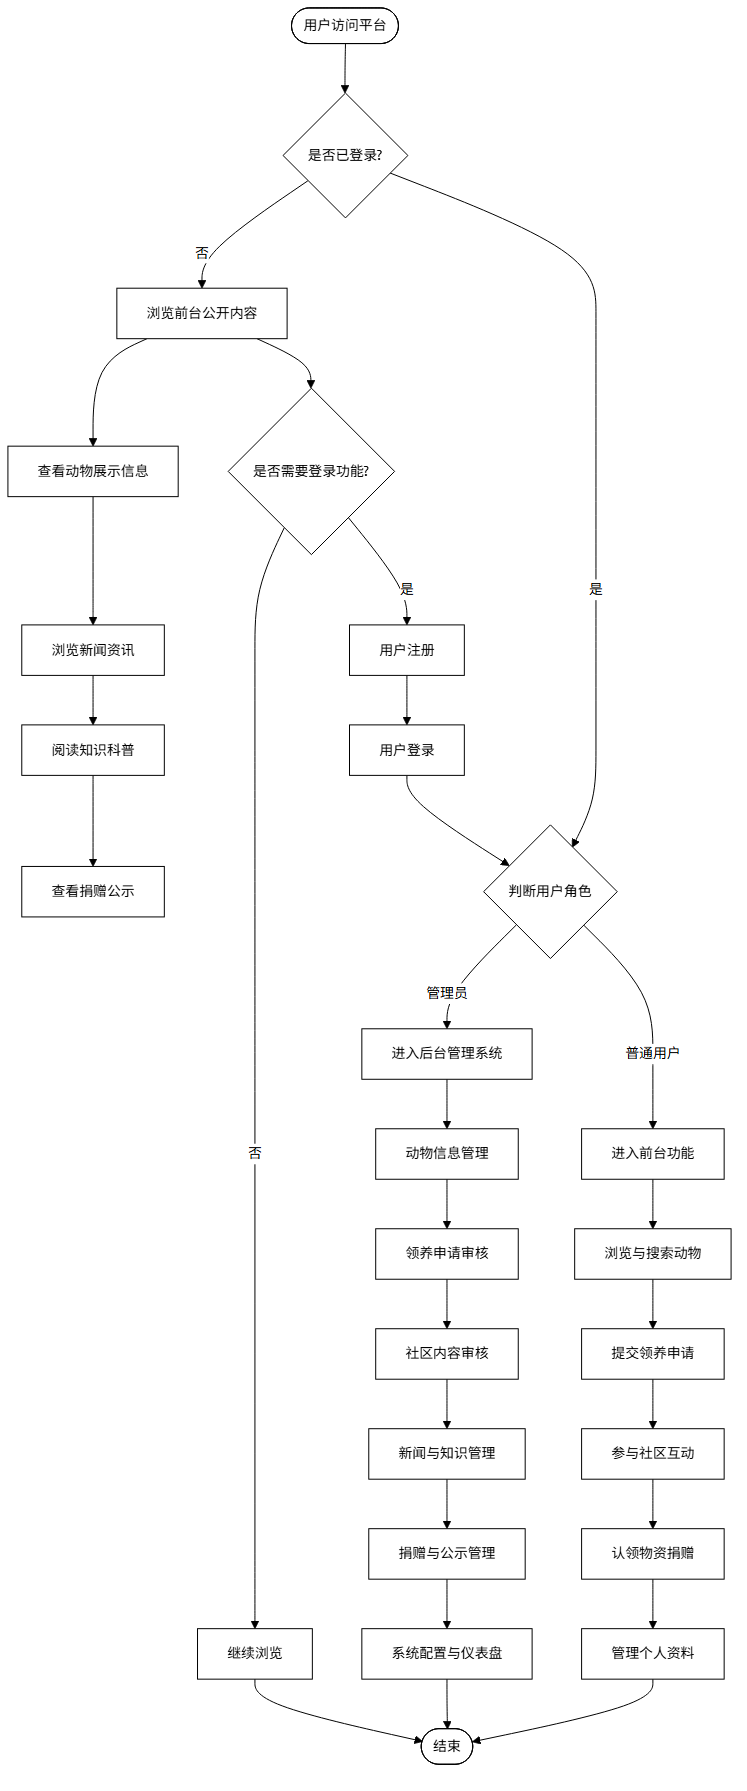 用户访问平台
是否已登录?
否
浏览前台公开内容
查看动物展示信息
是否需要登录功能?
是
是
浏览新闻资讯
用户注册
阅读知识科普
用户登录
查看捐赠公示
判断用户角色
管理员
进入后台管理系统
普通用户
否
动物信息管理
进入前台功能
领养申请审核
浏览与搜索动物
社区内容审核
提交领养申请
新闻与知识管理
参与社区互动
捐赠与公示管理
认领物资捐赠
继续浏览
系统配置与仪表盘
管理个人资料
结束